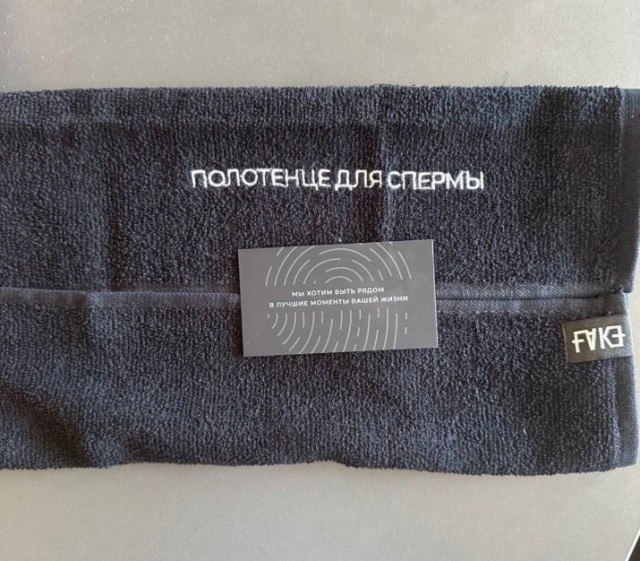 ПОЛОТЕНЦЕ ДЛЯ СПЕРМЫ
МЫ ХОТИМ БЫТЬ РЯДОМ
В ЛУЧШИЕ МОМЕНТЫ ВАШЕЙ ЖИЗНИ
FAKE